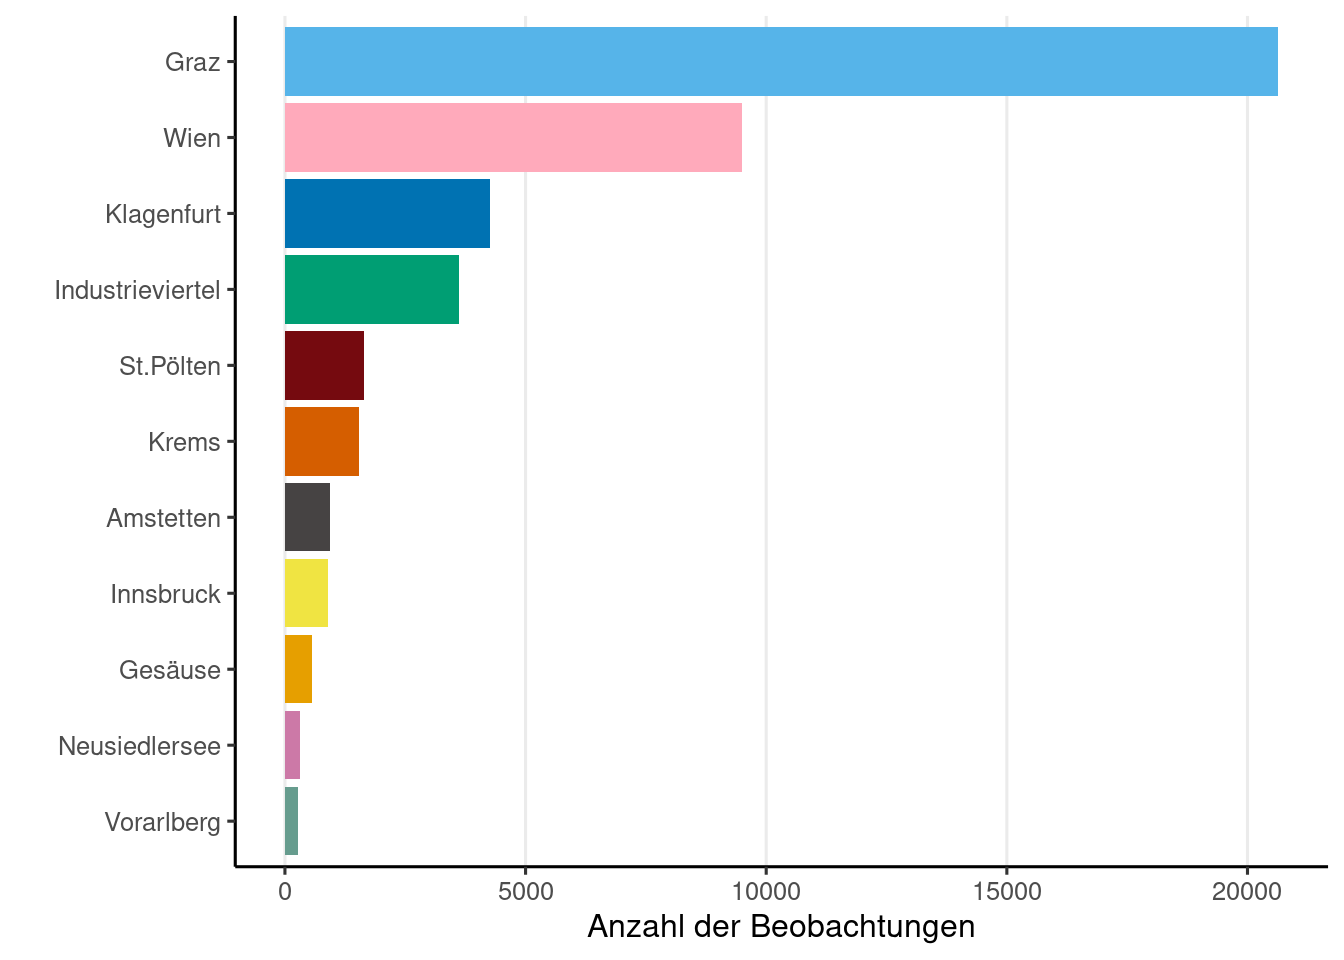 Graz
Wien
Klagenfurt
Industrieviertel
St.Pölten
Krems
Amstetten
Innsbruck
Gesäuse
Neusiedlersee
Vorarlberg
0 5000 10000 15000 20000
Anzahl der Beobachtungen